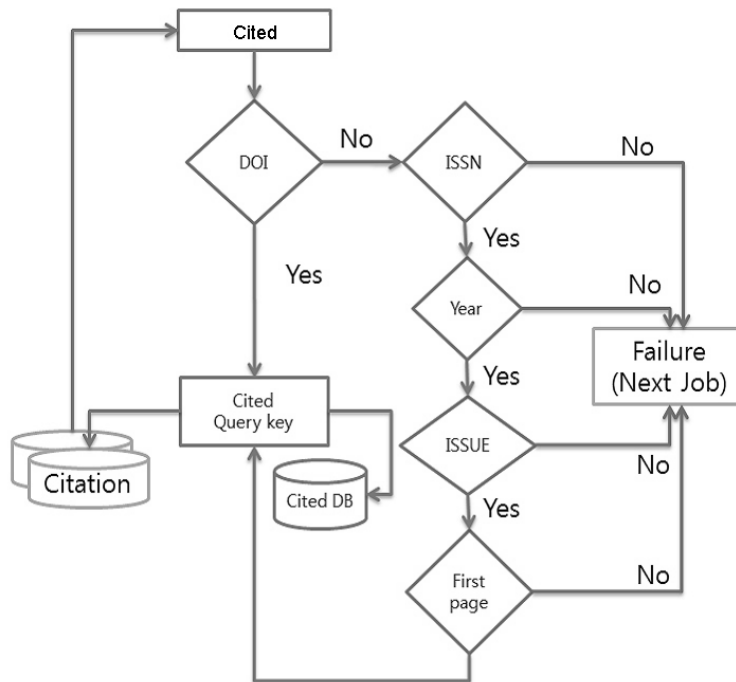 Cited
DOI
No
ISSN
No
Yes
Yes
Year
No
Failure
(Next Job)
Cited
Query key
Yes
ISSUE
No
Citation
Cited DB
Yes
First
page
No